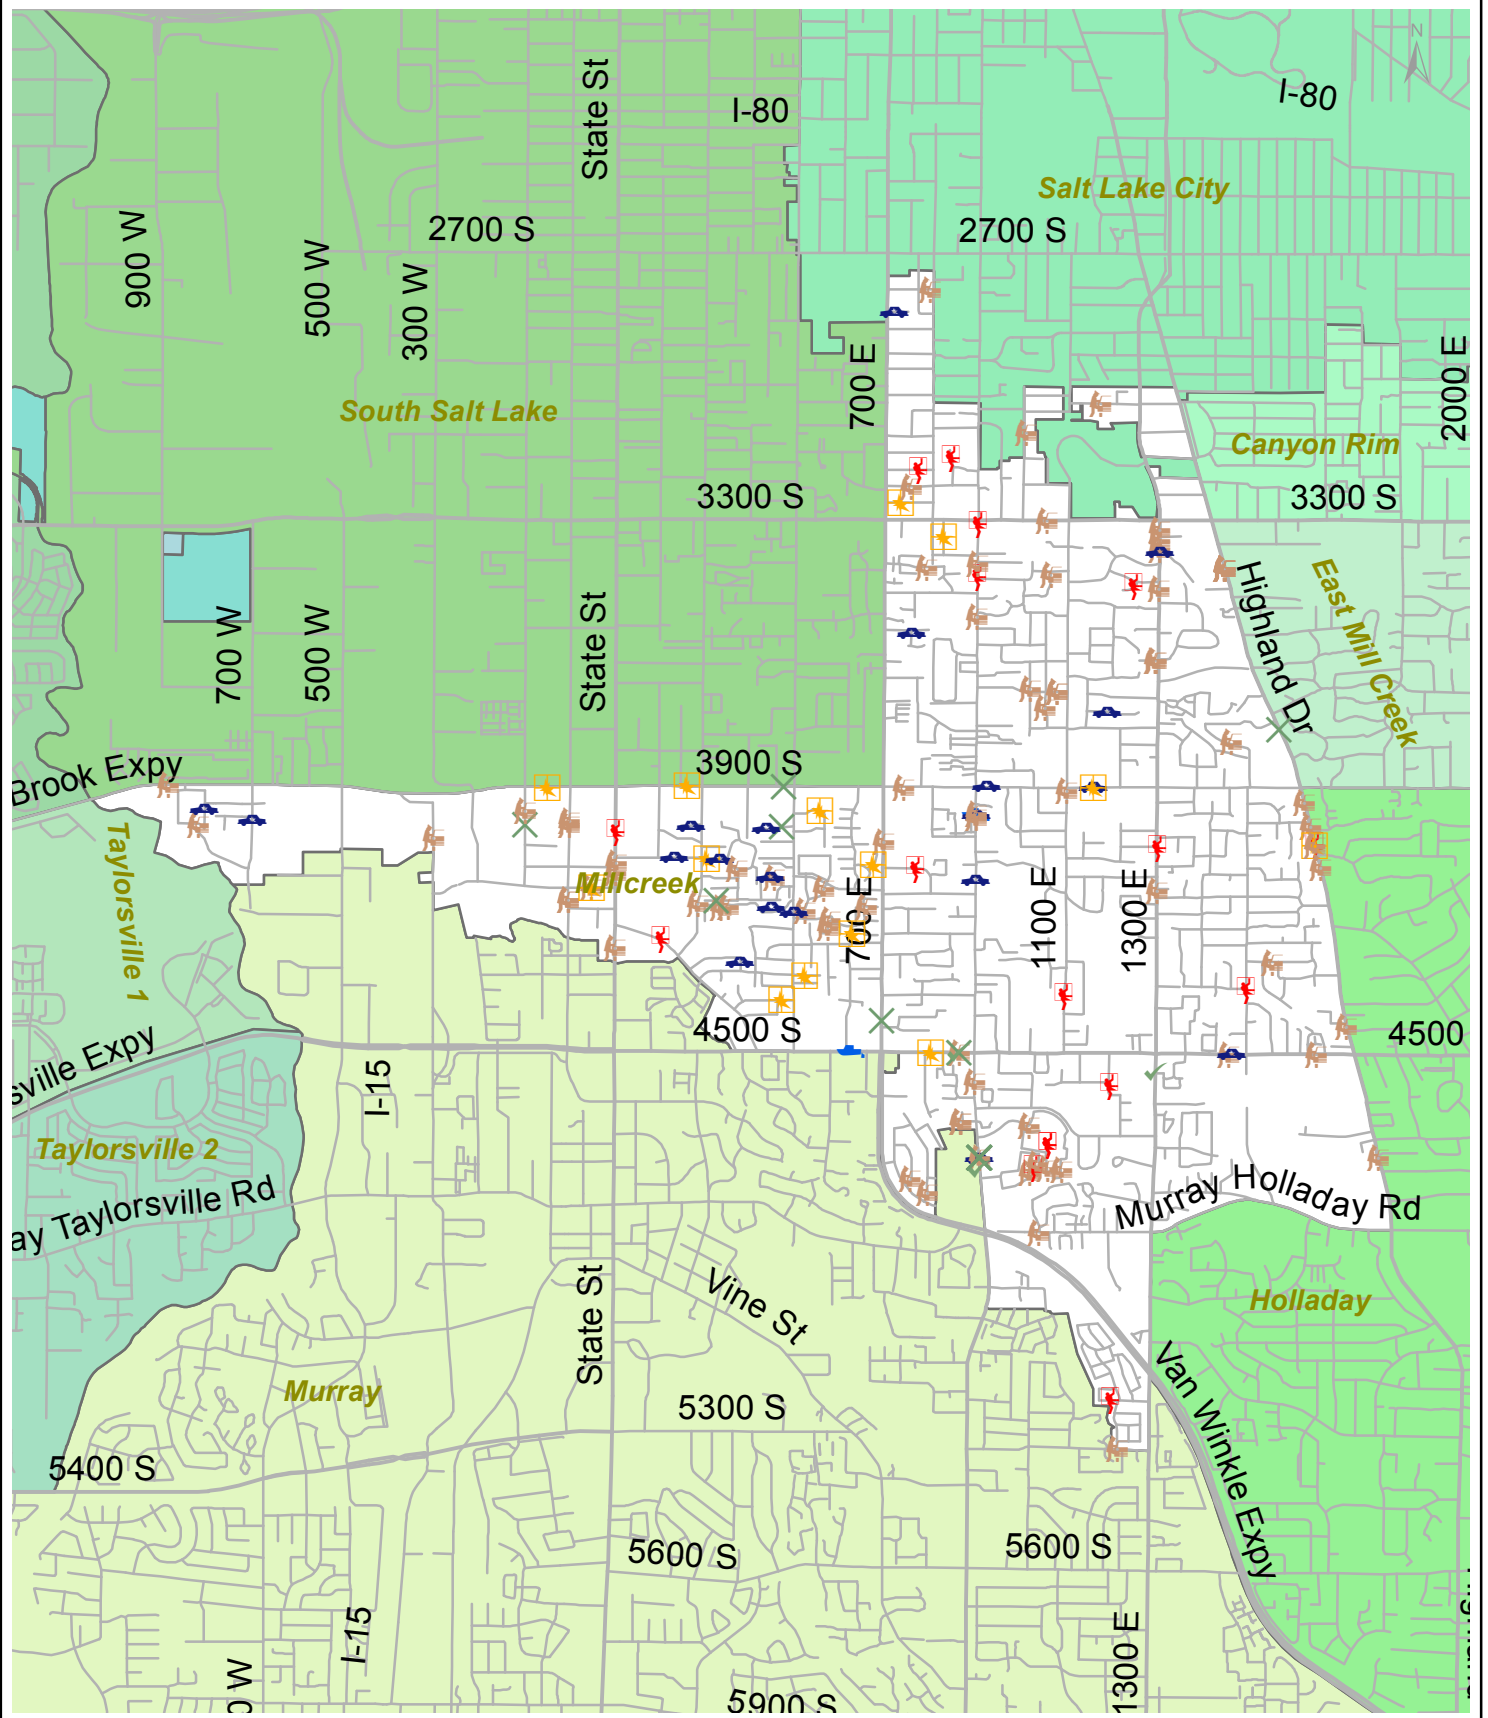 N
State St
I-80
I-80
Salt Lake City
900 W
2700 S
2700 S
500 W
300 W
700 E
2000 E
South Salt Lake
Canyon Rim
3300 S
3300 S
East Mill Creek
Highland Dr
State St
700 W
500 W
3900 S
Brook Expy
Taylorsville 1
Millcreek
700 E
1100 E
1300 E
4500 S
4500
sville Expy
I-15
Taylorsville 2
ay Taylorsville Rd
Murray Holladay Rd
Vine St
State St
Holladay
Murray
5300 S
Van Winkle Expy
5400 S
5600 S
5600 S
I-15
1300 E
0 W
5900 S